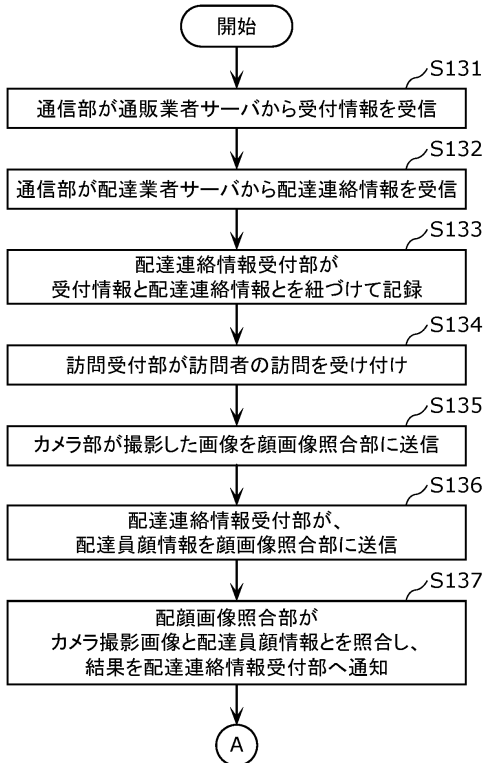 開始
S131
通信部が通販業者サーバから受付情報を受信
S132
通信部が配達業者サーバから配達連絡情報を受信
S133
配達連絡情報受付部が
受付情報と配達連絡情報とを紐づけて記録
S134
訪問受付部が訪問者の訪問を受け付け
S135
カメラ部が撮影した画像を顔画像照合部に送信
S136
配達連絡情報受付部が、
配達員顔情報を顔画像照合部に送信
S137
配顔画像照合部が
カメラ撮影画像と配達員顔情報とを照合し、
結果を配達連絡情報受付部へ通知
A